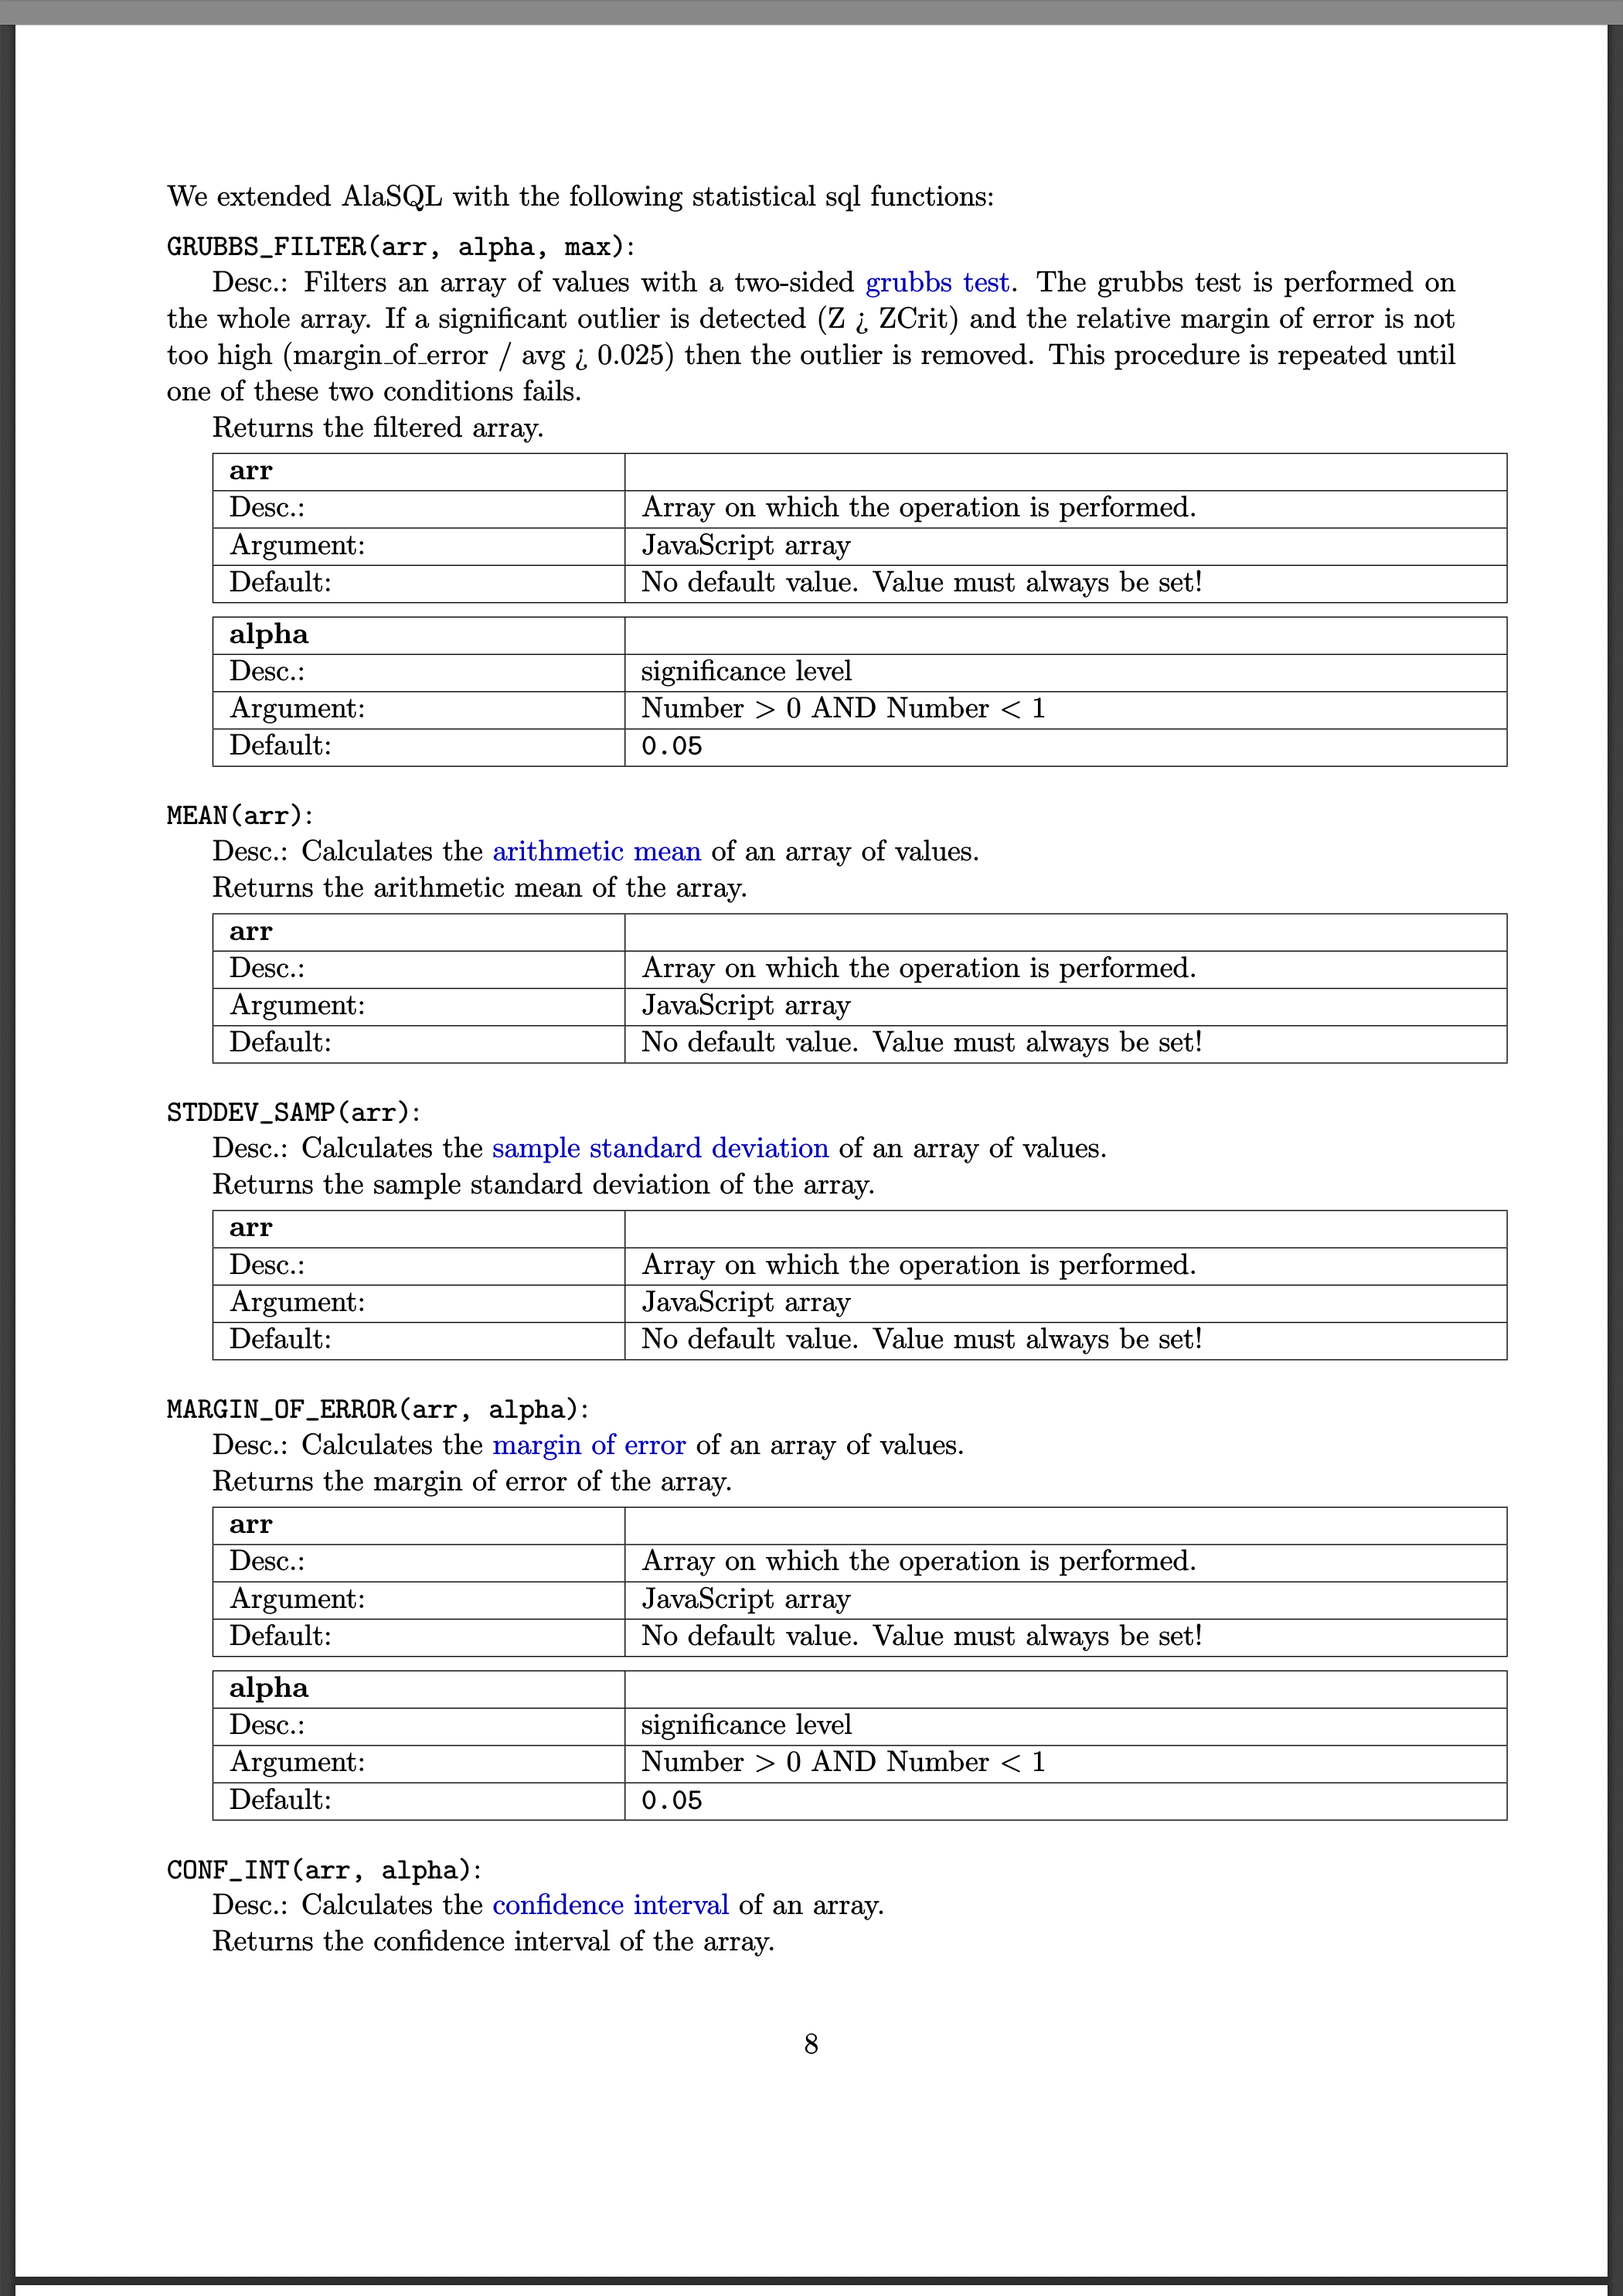 We extended AlaSQL with the following statistical sql functions:
GRUBBS_FILTER(arr, alpha, max):
Desc.: Filters an array of values with a two-sided grubbs test. The grubbs test is performed on
the whole array. If a significant outlier is detected (Z ¿ ZCrit) and the relative margin of error is not
too high (margin_of_error / avg ¿ 0.025) then the outlier is removed. This procedure is repeated until
one of these two conditions fails.
Returns the filtered array.
arr
Desc.: Array on which the operation is performed.
Argument: JavaScript array
Default: No default value. Value must always be set!
alpha
Desc.: significance level
Argument: Number > 0 AND Number < 1
Default: 0.05
MEAN(arr):
Desc.: Calculates the arithmetic mean of an array of values.
Returns the arithmetic mean of the array.
arr
Desc.: Array on which the operation is performed.
Argument: JavaScript array
Default: No default value. Value must always be set!
STDDEV_SAMP(arr):
Desc.: Calculates the sample standard deviation of an array of values.
Returns the sample standard deviation of the array.
arr
Desc.: Array on which the operation is performed.
Argument: JavaScript array
Default: No default value. Value must always be set!
MARGIN_OF_ERROR(arr, alpha):
Desc.: Calculates the margin of error of an array of values.
Returns the margin of error of the array.
arr
Desc.: Array on which the operation is performed.
Argument: JavaScript array
Default: No default value. Value must always be set!
alpha
Desc.: significance level
Argument: Number > 0 AND Number < 1
Default: 0.05
CONF_INT(arr, alpha):
Desc.: Calculates the confidence interval of an array.
Returns the confidence interval of the array.
8